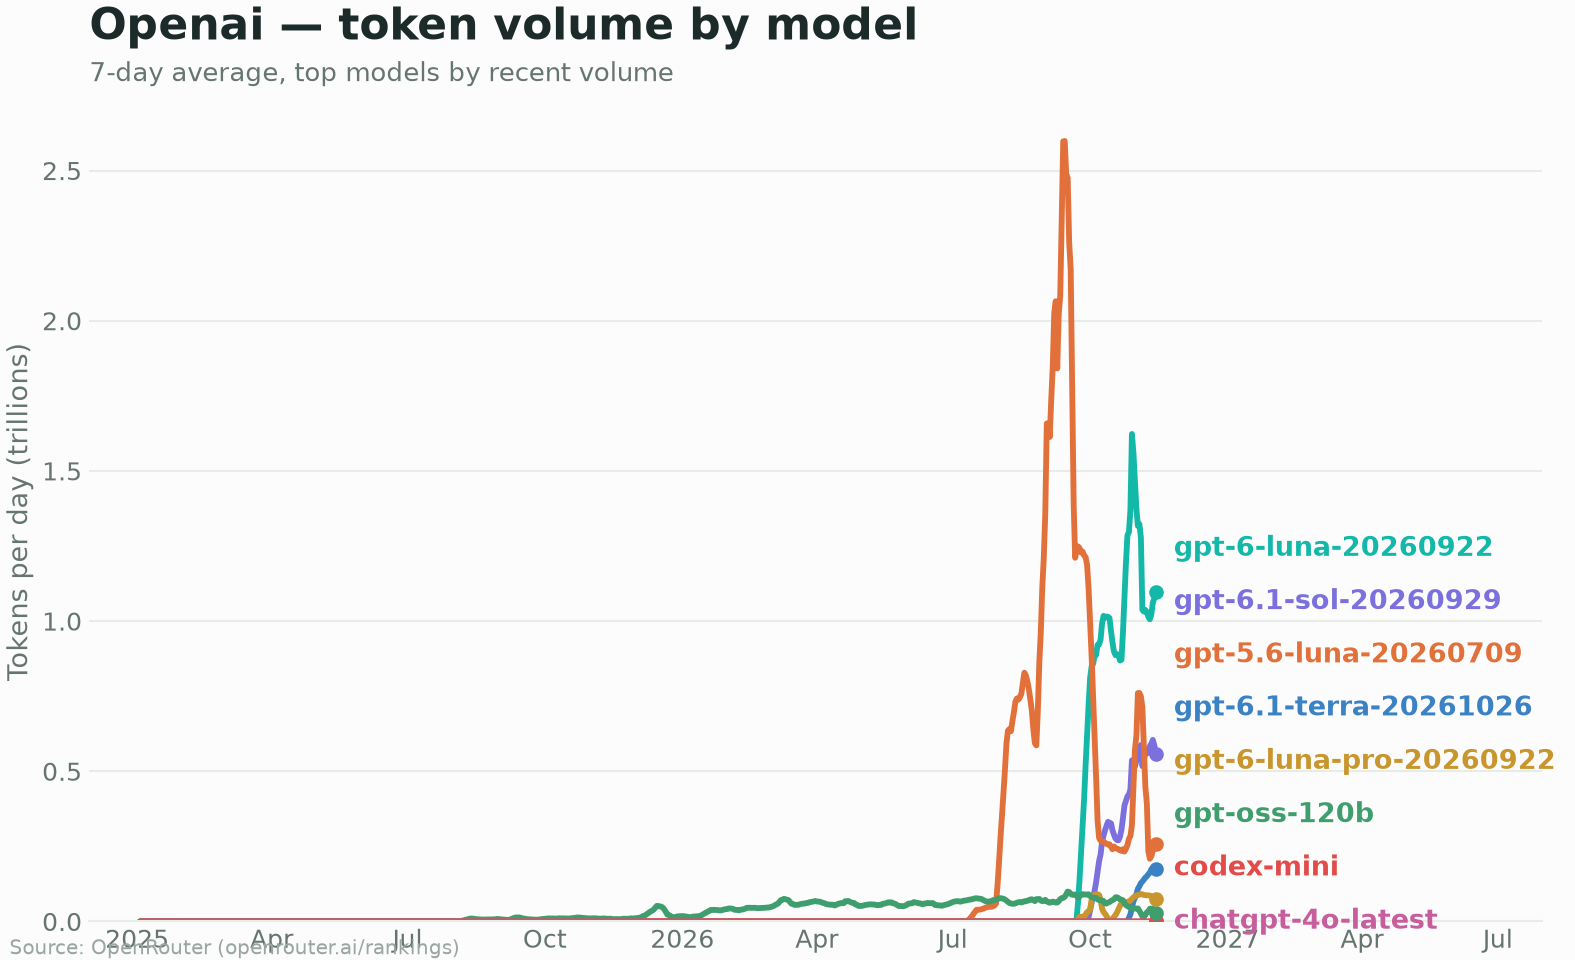 Openai — token volume by model
7-day average, top models by recent volume
Tokens per day (trillions)
2.5
2.0
1.5
1.0
0.5
0.0
gpt-6-luna-20260922
gpt-6.1-sol-20260929
gpt-5.6-luna-20260709
gpt-6.1-terra-20261026
gpt-6-luna-pro-20260922
gpt-oss-120b
codex-mini
chatgpt-4o-latest
2025 Apr Jul Oct 2026 Apr Jul Oct 2027 Apr Jul
Source: OpenRouter (openrouter.ai/rankings)